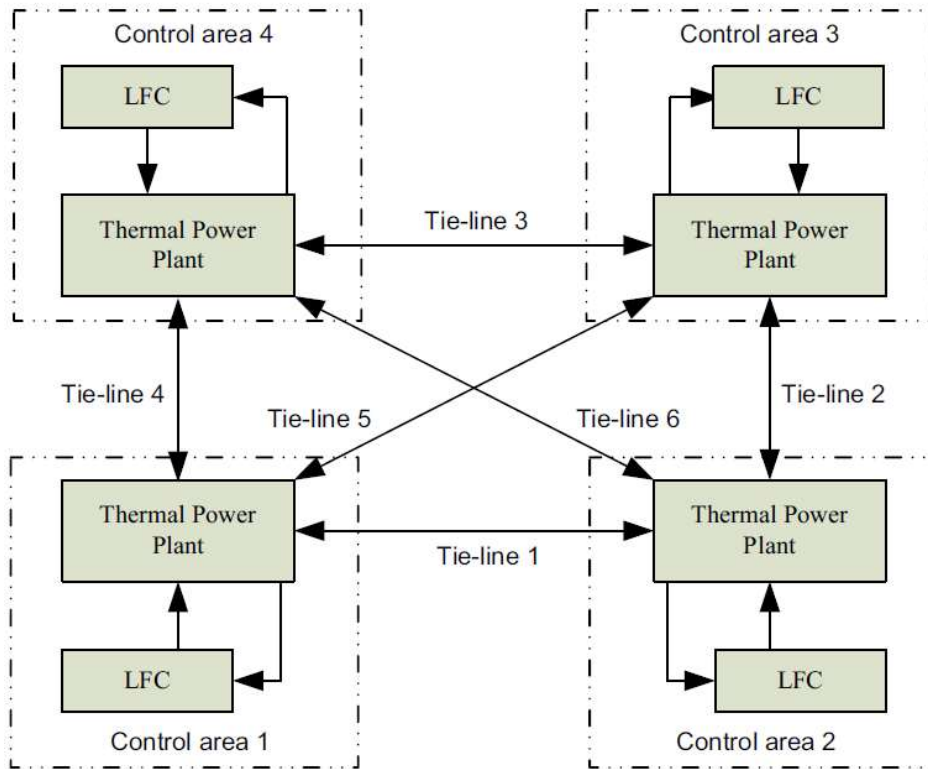 Control area 4
Control area 3
LFC
LFC
Thermal Power
Plant
Tie-line 3
Thermal Power
Plant
Tie-line 4
Tie-line 5
Tie-line 6
Tie-line 2
Thermal Power
Plant
Tie-line 1
Thermal Power
Plant
LFC
LFC
Control area 1
Control area 2